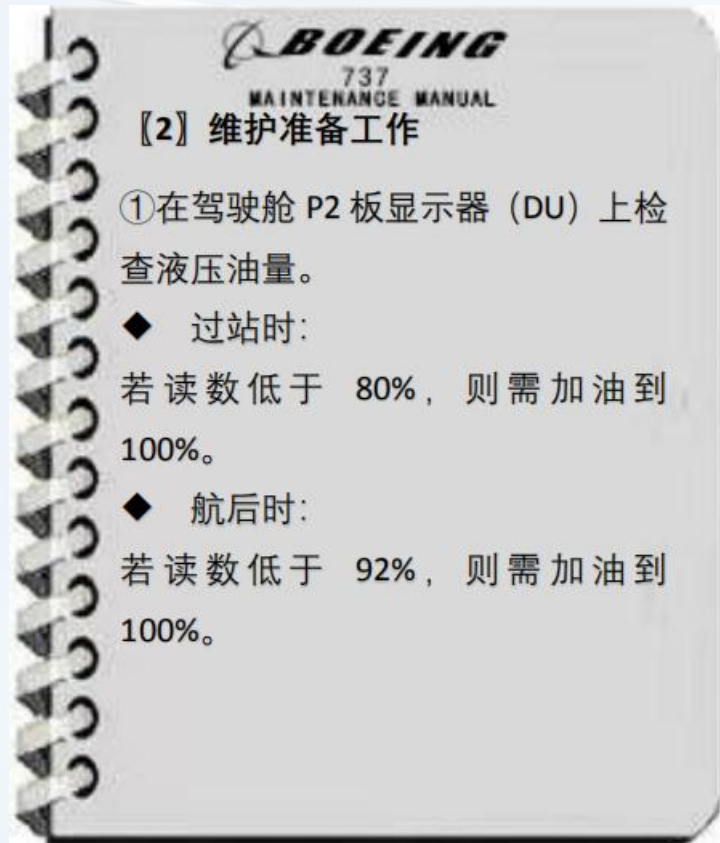 BOEING
737
MAINTENANCE MANUAL
〖2〗维护准备工作
①在驾驶舱 P2 板显示器（DU）上检
查液压油量。
◆ 过站时：
若读数低于 80%，则需加油到
100%。
◆ 航后时：
若读数低于 92%，则需加油到
100%。